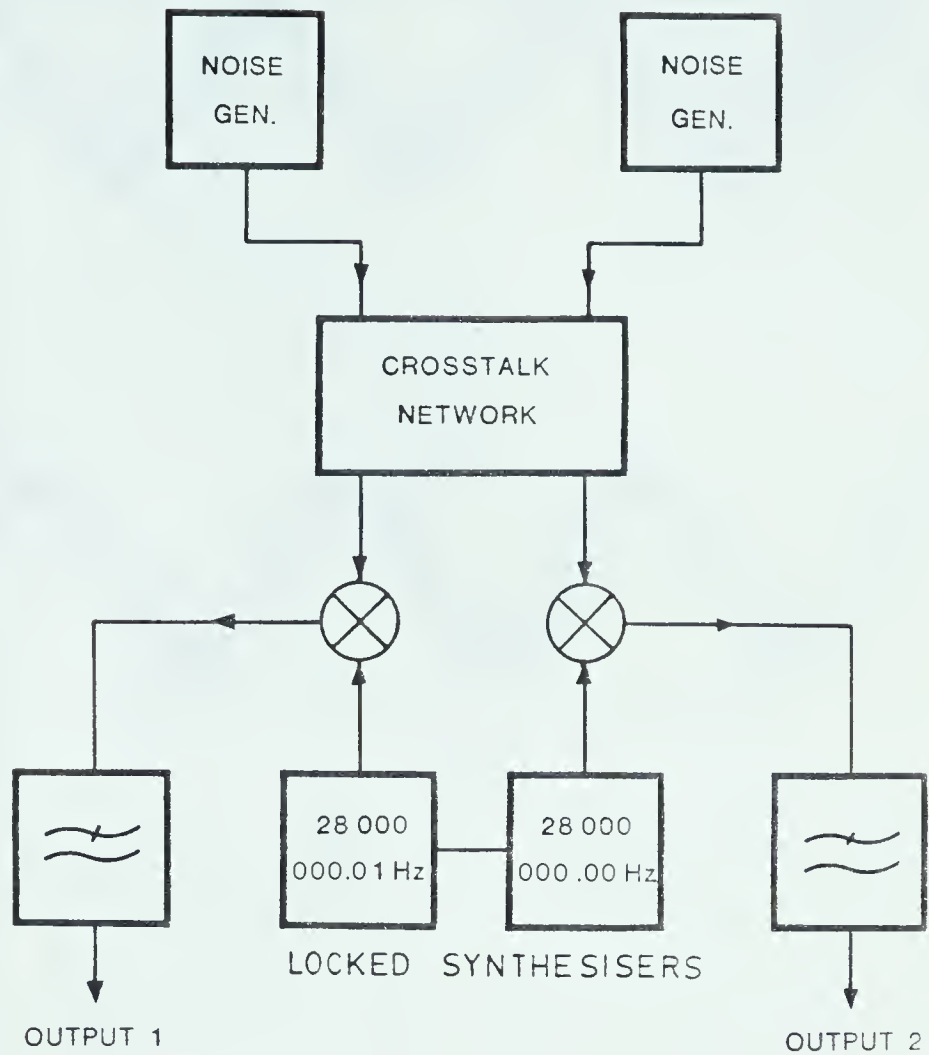 NOISE
GEN.
NOISE
GEN.
CROSSTALK
NETWORK
28 000
000.01 Hz
28 000
000.00 Hz
LOCKED SYNTHESISERS
OUTPUT 1
OUTPUT 2